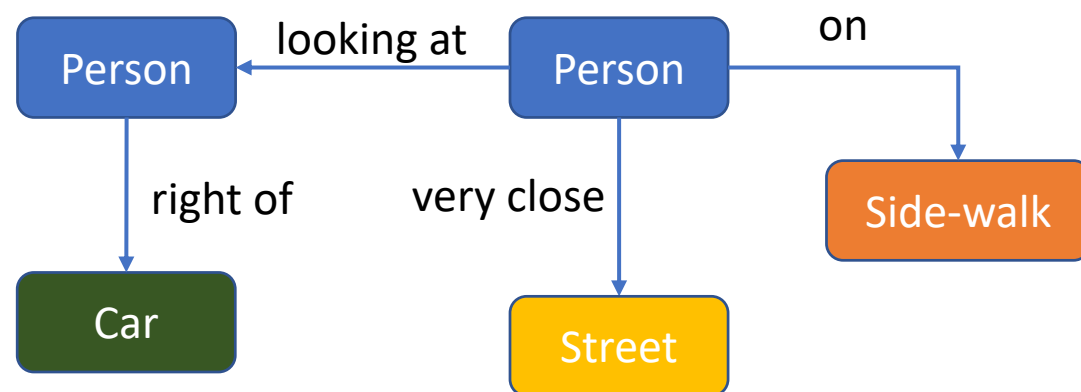 looking at
on
Person
Person
right of
very close
Side-walk
Car
Street